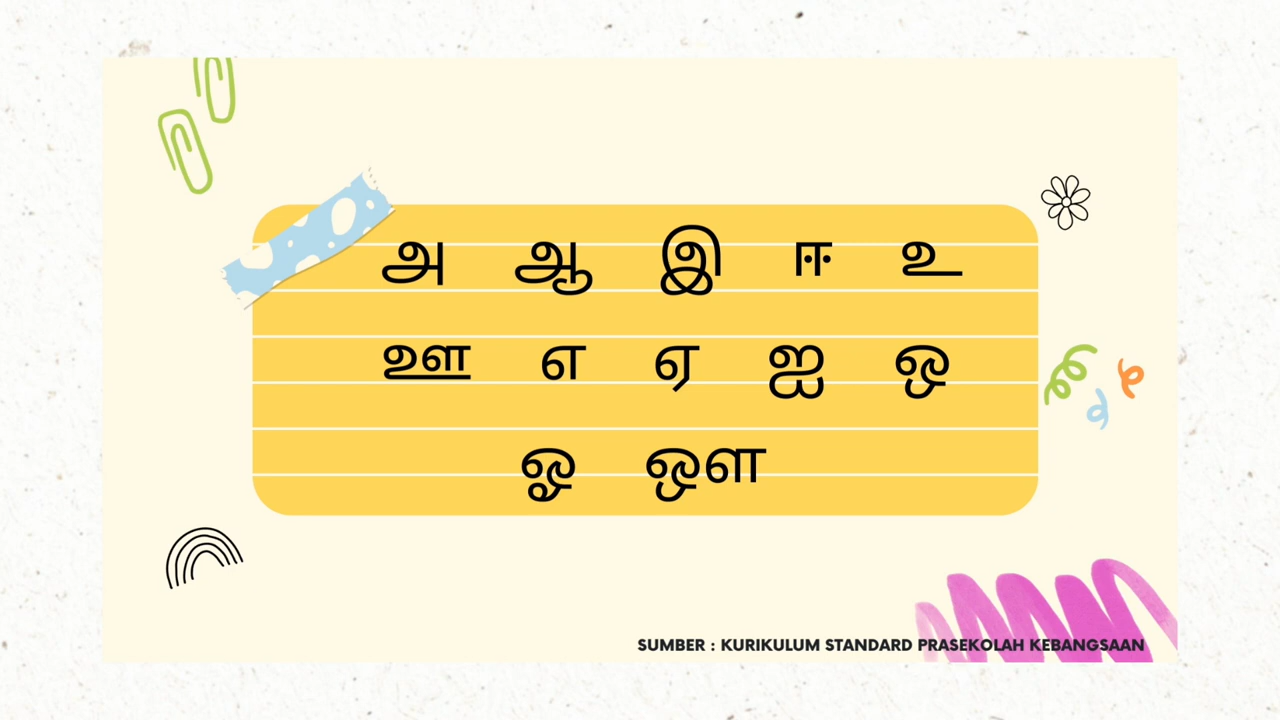 அ ஆ இ ஈ உ
ஊ எ ஏ ஐ ஒ
ஓ ஔ
SUMBER : KURIKULUM STANDARD PRASEKOLAH KEBANGSAAN